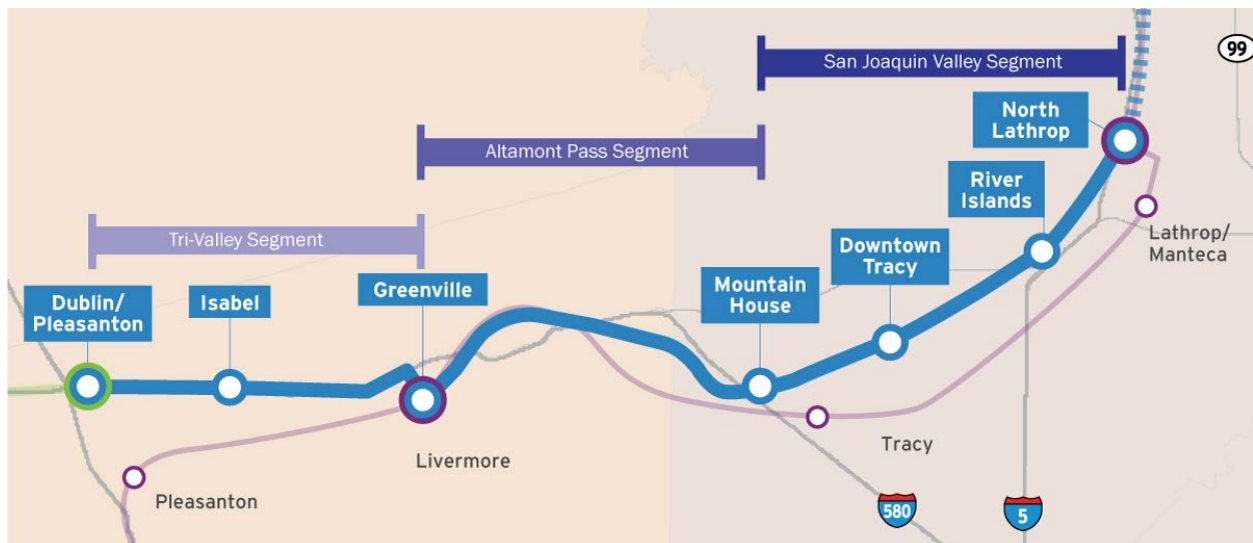 San Joaquin Valley Segment
99
North
Lathrop
Altamont Pass Segment
River
Islands
Tri-Valley Segment
Lathrop/
Manteca
Downtown
Tracy
Dublin/
Pleasanton
Isabel
Greenville
Mountain
House
Livermore
Tracy
Pleasanton
580
5